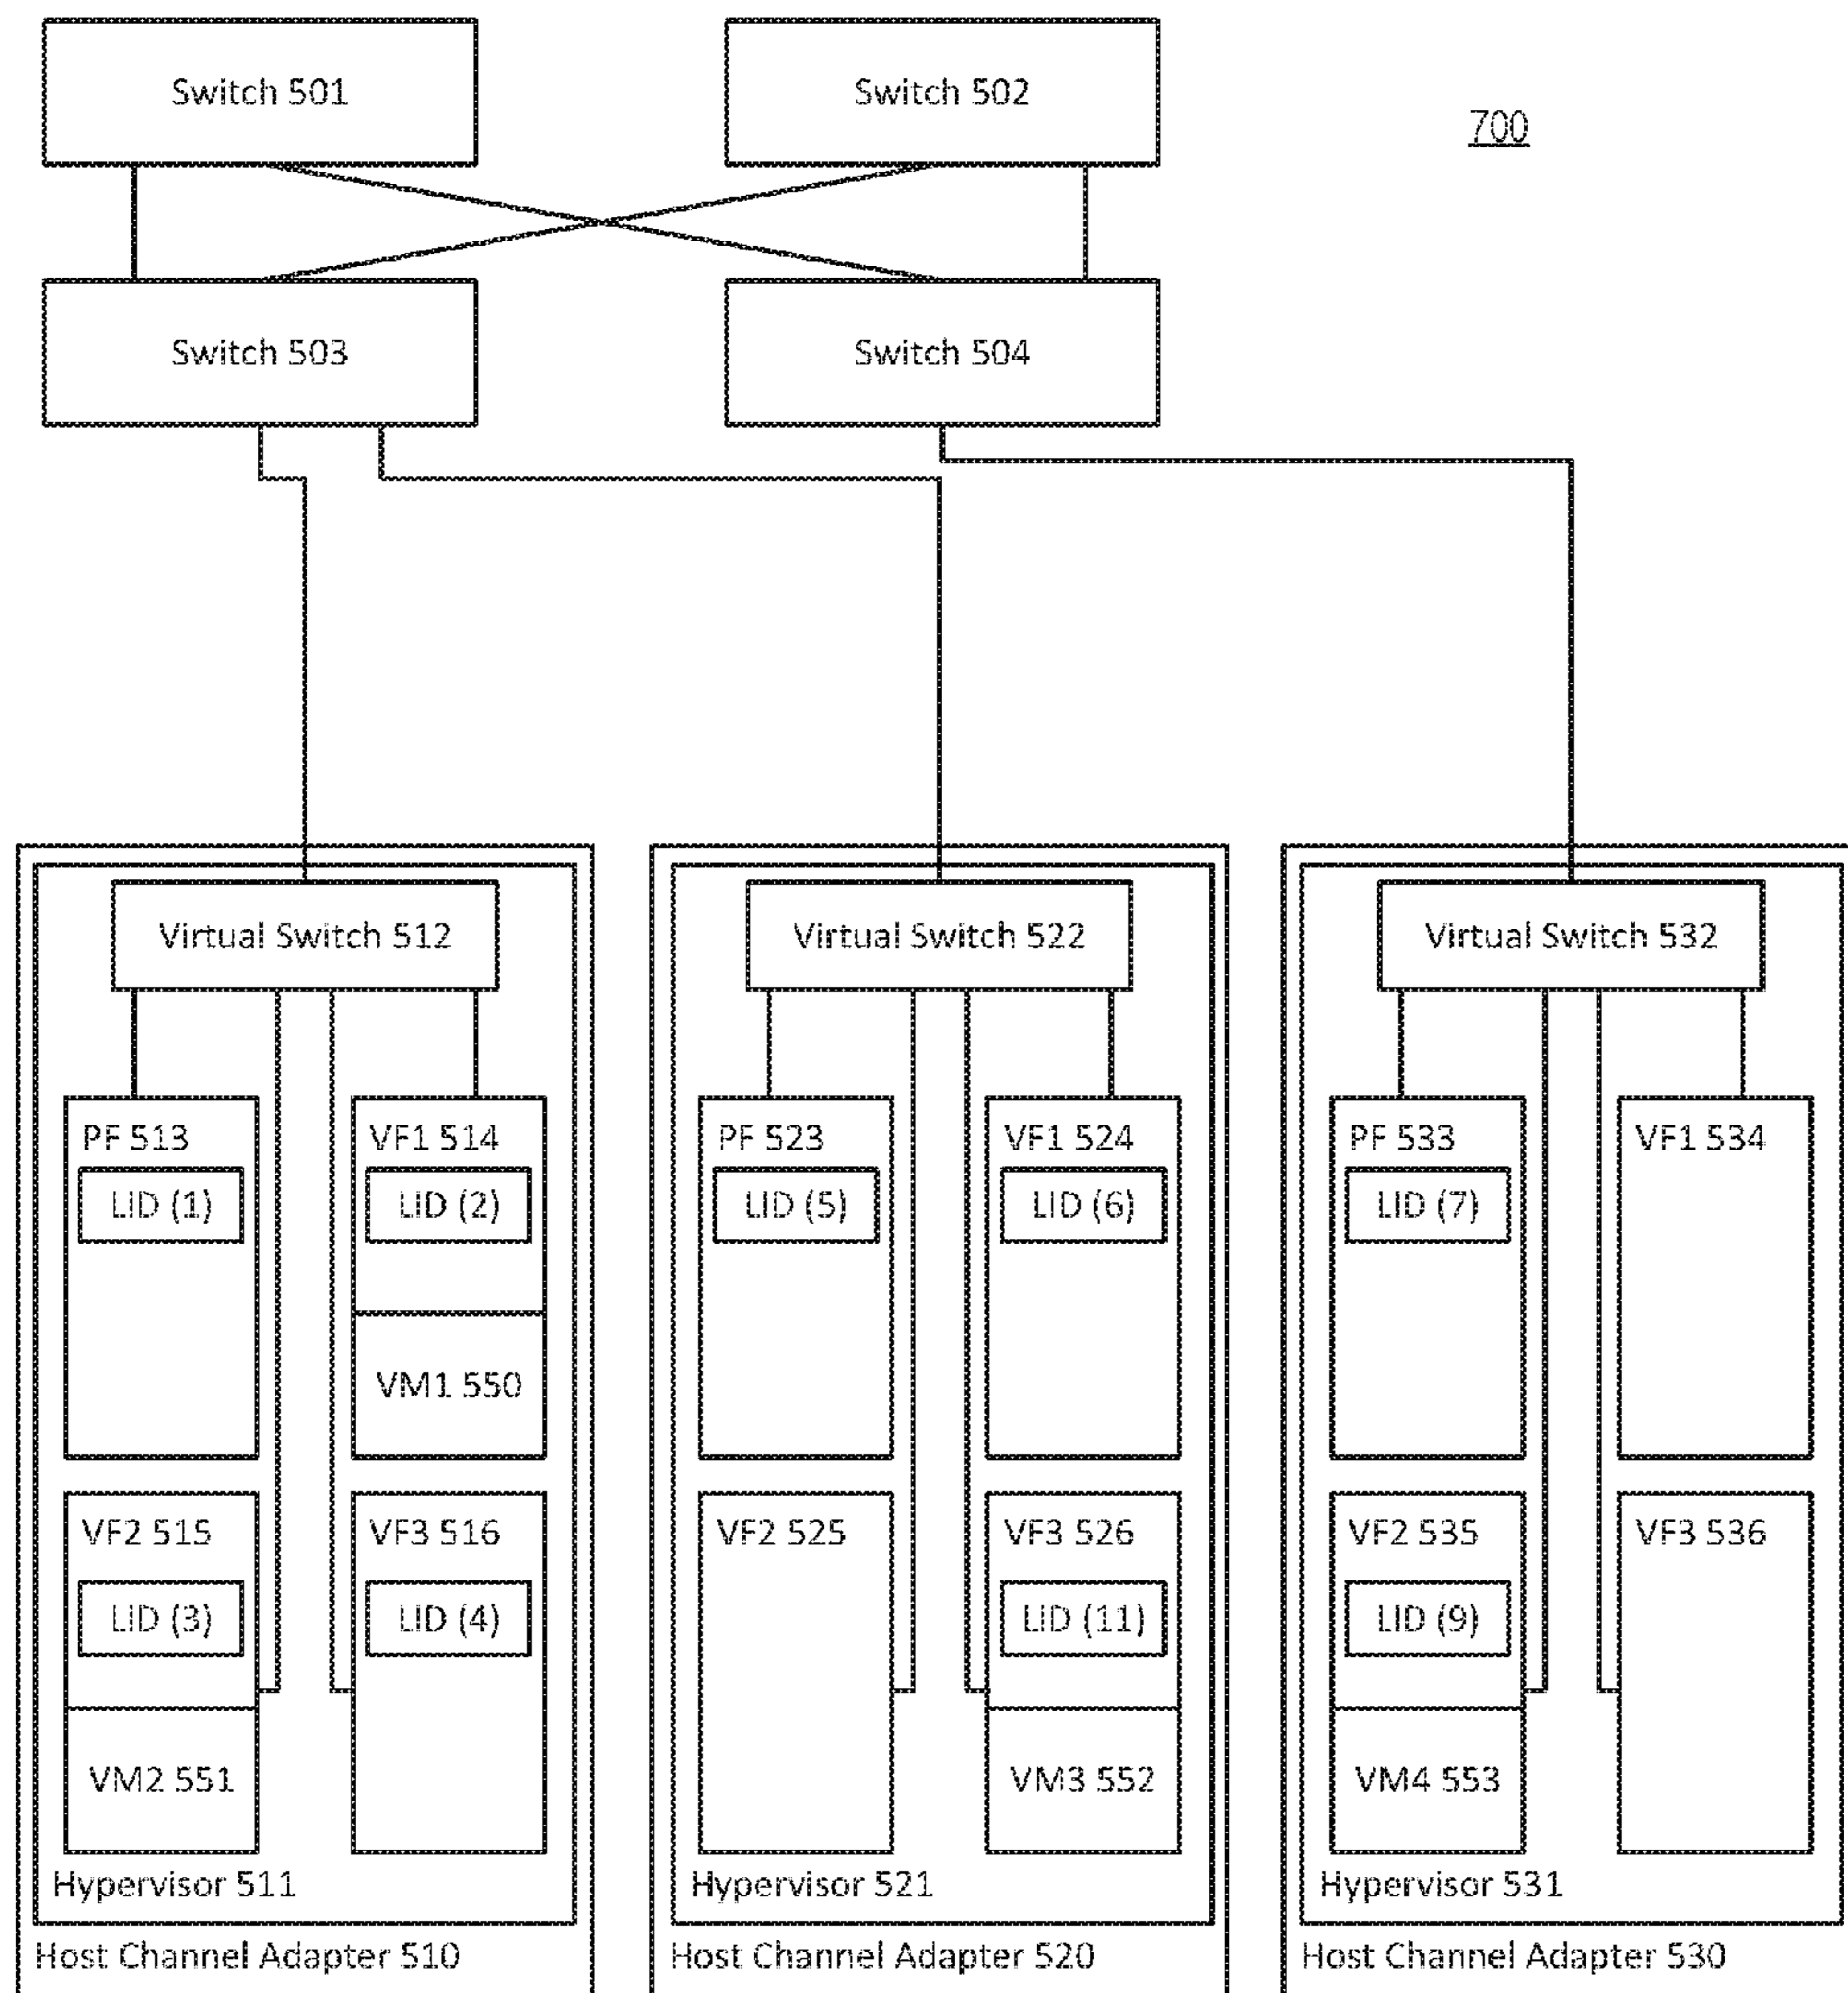 Switch 501
Switch 502
700
Switch 503
Switch 504
Virtual Switch 512
Virtual Switch 522
Virtual Switch 532
PF 513
LID (1)
VF1 514
LID (2)
VM1 550
PF 523
LID (5)
VF1 524
LID (6)
PF 533
LID (7)
VF1 534
VF2 515
LID (3)
VM2 551
VF3 516
LID (4)
VF2 525
VF3 526
LID (11)
VM3 552
VF2 535
LID (9)
VM4 553
VF3 536
Hypervisor 511
Hypervisor 521
Hypervisor 531
Host Channel Adapter 510
Host Channel Adapter 520
Host Channel Adapter 530